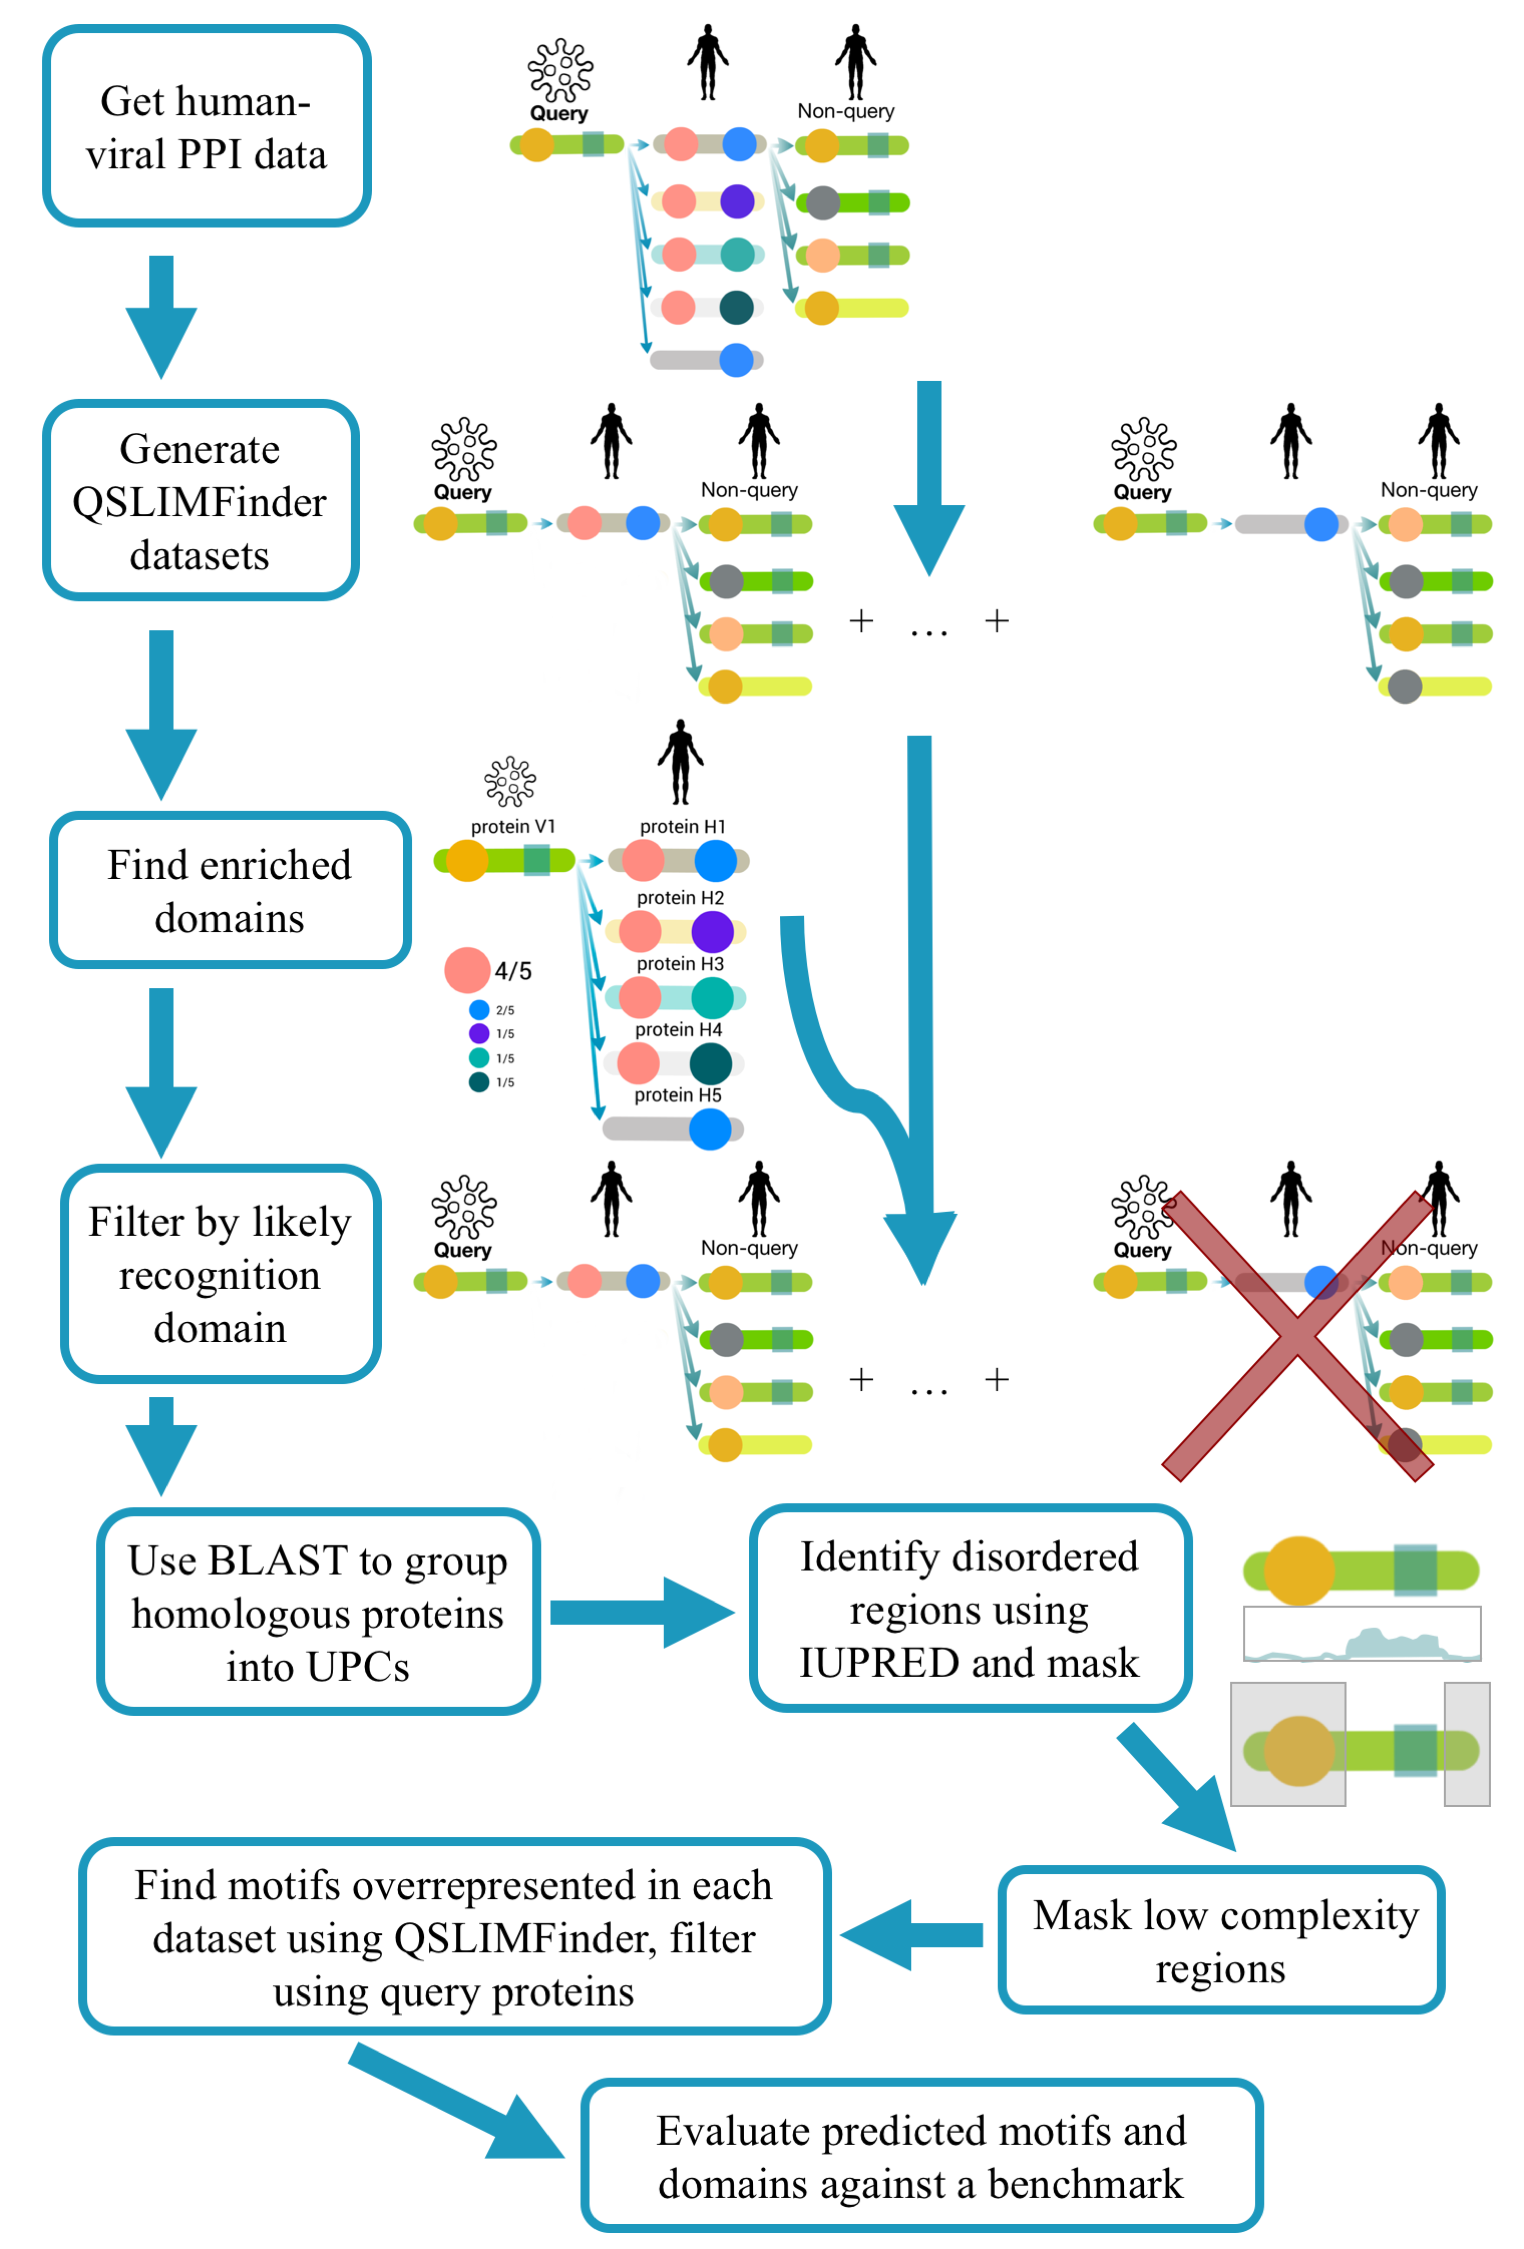 Get human-
viral PPI data
Query
Non-query
Generate
QSLIMFinder
datasets
Query
Non-query
+ ... +
Query
Non-query
Find enriched
domains
protein V1
protein H1
protein H2
protein H3
protein H4
protein H5
4/5
2/5
1/5
1/5
1/5
Filter by likely
recognition
domain
Query
Non-query
+ ... +
Query
Non-query
Use BLAST to group
homologous proteins
into UPCs
Identify disordered
regions using
IUPRED and mask
Mask low complexity
regions
Find motifs overrepresented in each
dataset using QSLIMFinder, filter
using query proteins
Evaluate predicted motifs and
domains against a benchmark